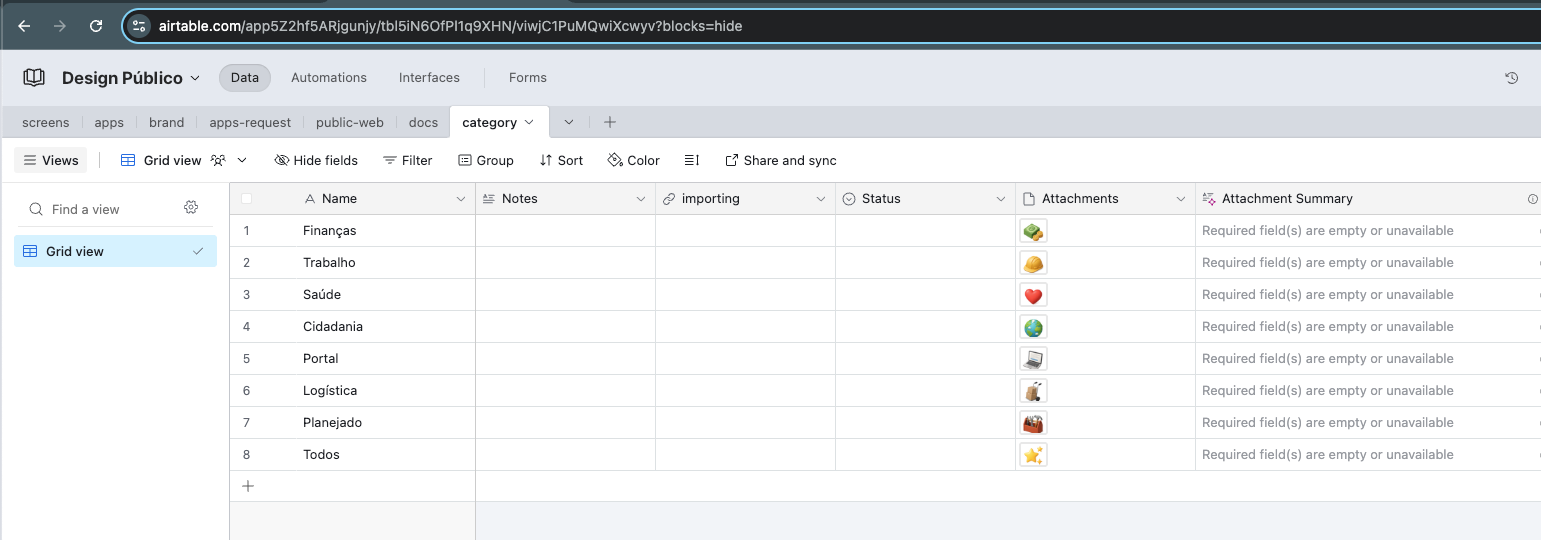 airtable.com/app5Z2hf5ARjgunjy/tbl5iN6OfPl1q9XHN/viwjC1PuMQwiXcwyv?blocks=hide
Design Público Data Automations Interfaces Forms
screens apps brand apps-request public-web docs category
Views Grid view Hide fields Filter Group Sort Color Share and sync
Find a view
Grid view
Name Notes importing Status Attachments Attachment Summary
1 Finanças Required field(s) are empty or unavailable
2 Trabalho Required field(s) are empty or unavailable
3 Saúde Required field(s) are empty or unavailable
4 Cidadania Required field(s) are empty or unavailable
5 Portal Required field(s) are empty or unavailable
6 Logística Required field(s) are empty or unavailable
7 Planejado Required field(s) are empty or unavailable
8 Todos Required field(s) are empty or unavailable